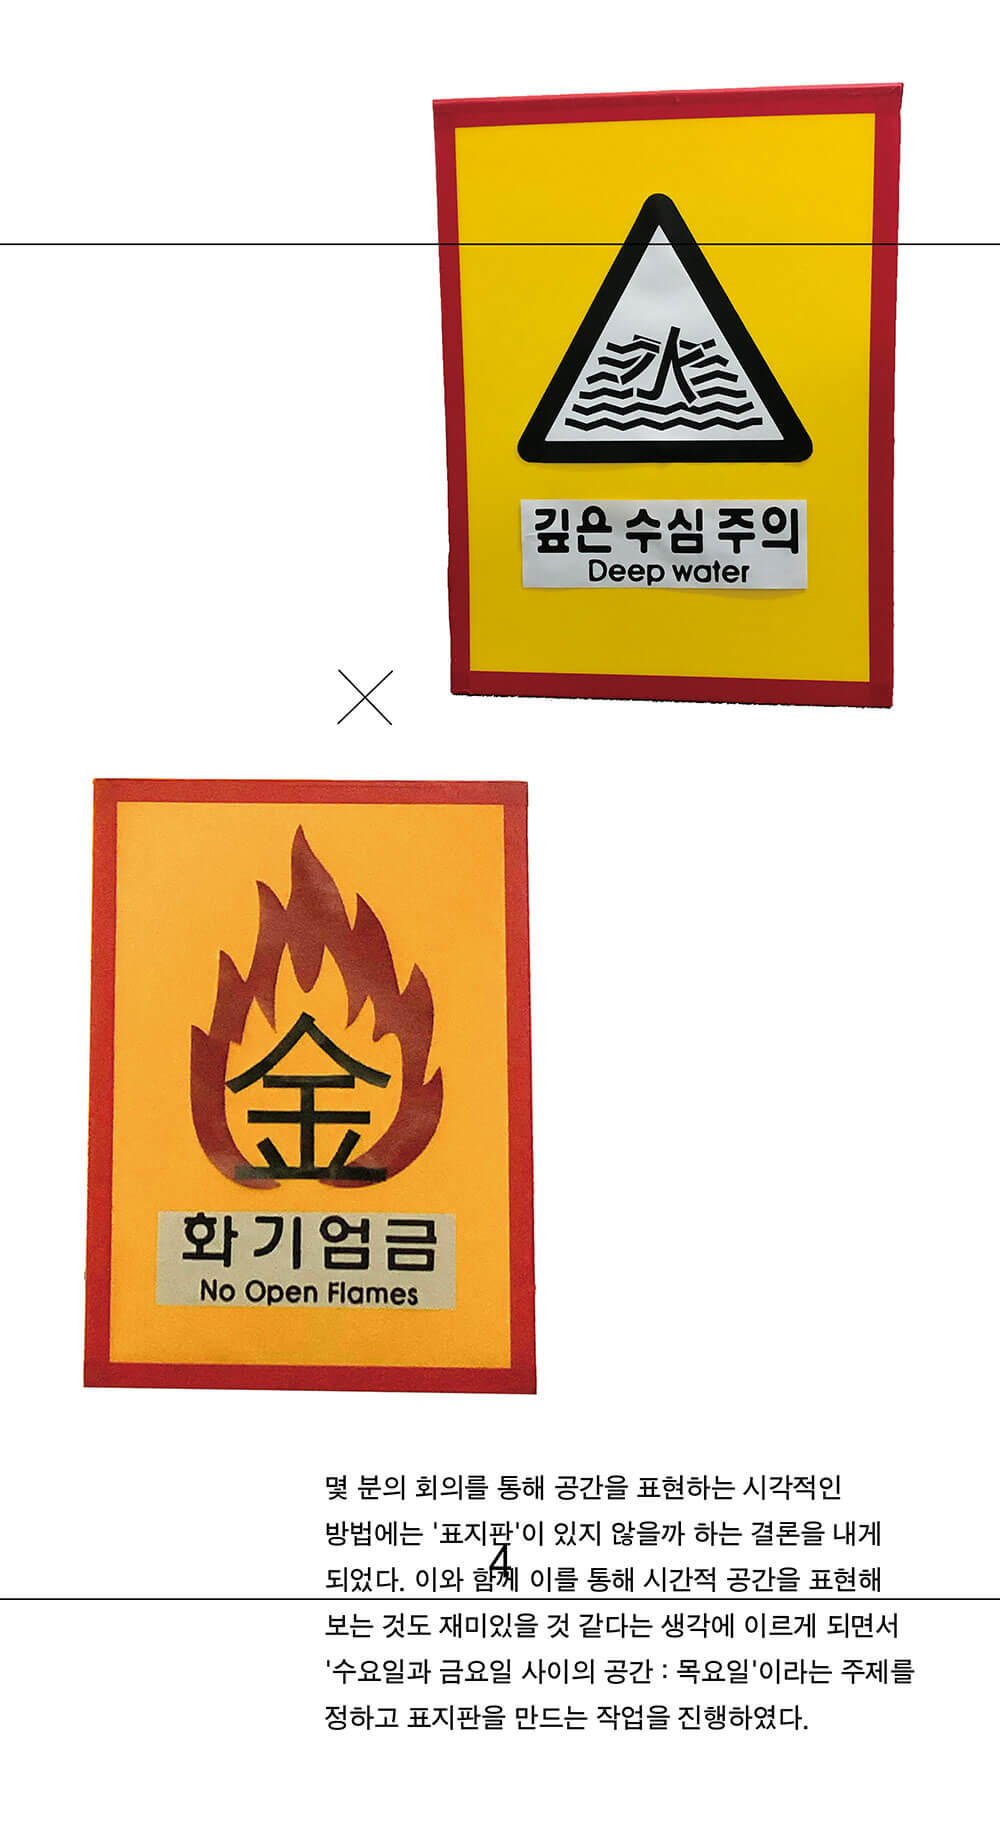 水
깊은 수심 주의
Deep water
金
화기엄금
No Open Flames
몇 분의 회의를 통해 공간을 표현하는 시각적인
방법에는 '표지판'이 있지 않을까 하는 결론을 내게
되었다. 이와 함께 이를 통해 시간적 공간을 표현해
4
보는 것도 재미있을 것 같다는 생각에 이르게 되면서
'수요일과 금요일 사이의 공간 : 목요일'이라는 주제를
정하고 표지판을 만드는 작업을 진행하였다.